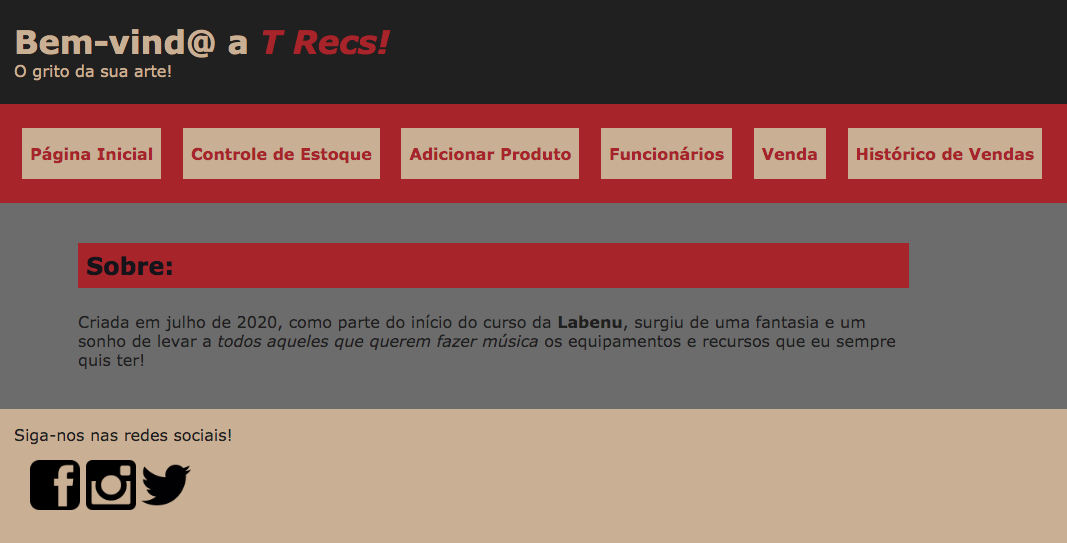 Bem-vind@ a T Recs!
O grito da sua arte!
Página Inicial
Controle de Estoque
Adicionar Produto
Funcionários
Venda
Histórico de Vendas
Sobre:
Criada em julho de 2020, como parte do início do curso da Labenu, surgiu de uma fantasia e um
sonho de levar a todos aqueles que querem fazer música os equipamentos e recursos que eu sempre
quis ter!
Siga-nos nas redes sociais!